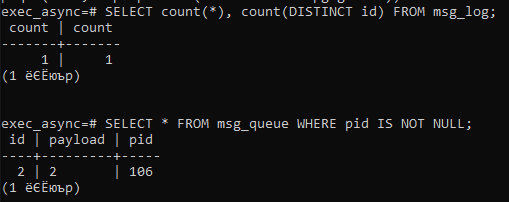 exec_async=# SELECT count(*), count(DISTINCT id) FROM msg_log;
 count | count
-------+-------
     1 |     1
(1 ёЄЁюър)
exec_async=# SELECT * FROM msg_queue WHERE pid IS NOT NULL;
 id | payload | pid
----+---------+-----
  2 | 2       | 106
(1 ёЄЁюър)